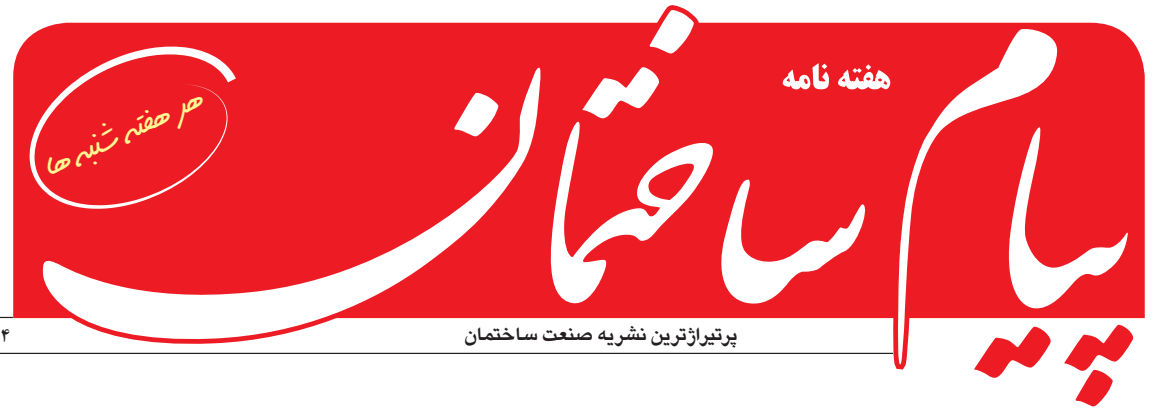 هفته نامه
پیام ساختمان
هر هفته شنبه ها
پرتیراژترین نشریه صنعت ساختمان
۴